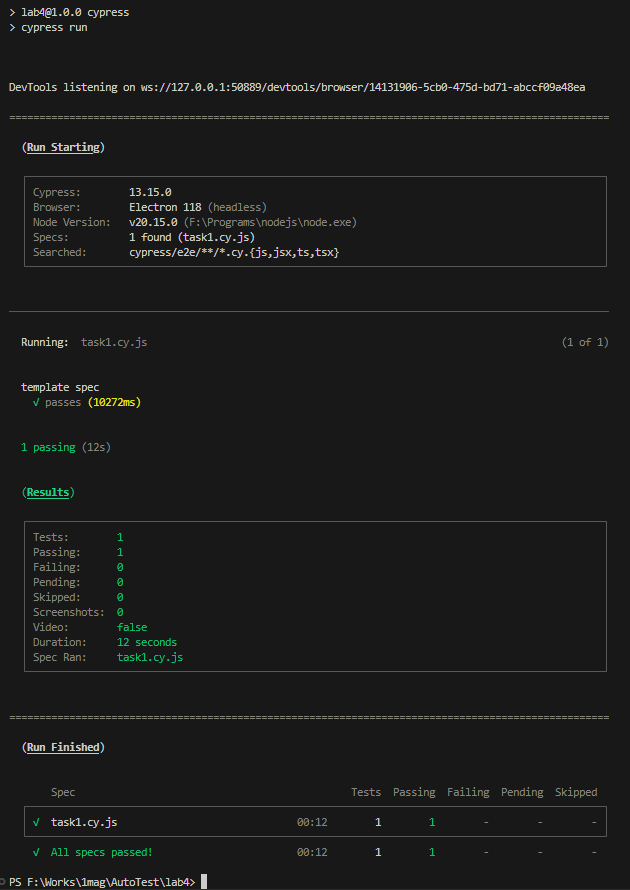 > lab4@1.0.0 cypress
> cypress run
DevTools listening on ws://127.0.0.1:50889/devtools/browser/14131906-5cb0-475d-bd71-abccf09a48ea
====================================================================================================
(Run Starting)
Cypress: 13.15.0
Browser: Electron 118 (headless)
Node Version: v20.15.0 (F:\Programs\nodejs\node.exe)
Specs: 1 found (task1.cy.js)
Searched: cypress/e2e/**/*.cy.{js,jsx,ts,tsx}
Running: task1.cy.js (1 of 1)
template spec
√ passes (10272ms)
1 passing (12s)
(Results)
Tests: 1
Passing: 1
Failing: 0
Pending: 0
Skipped: 0
Screenshots: 0
Video: false
Duration: 12 seconds
Spec Ran: task1.cy.js
====================================================================================================
(Run Finished)
Spec Tests Passing Failing Pending Skipped
√ task1.cy.js 00:12 1 1 - - -
√ All specs passed! 00:12 1 1 - - -
PS F:\Works\1mag\AutoTest\lab4>